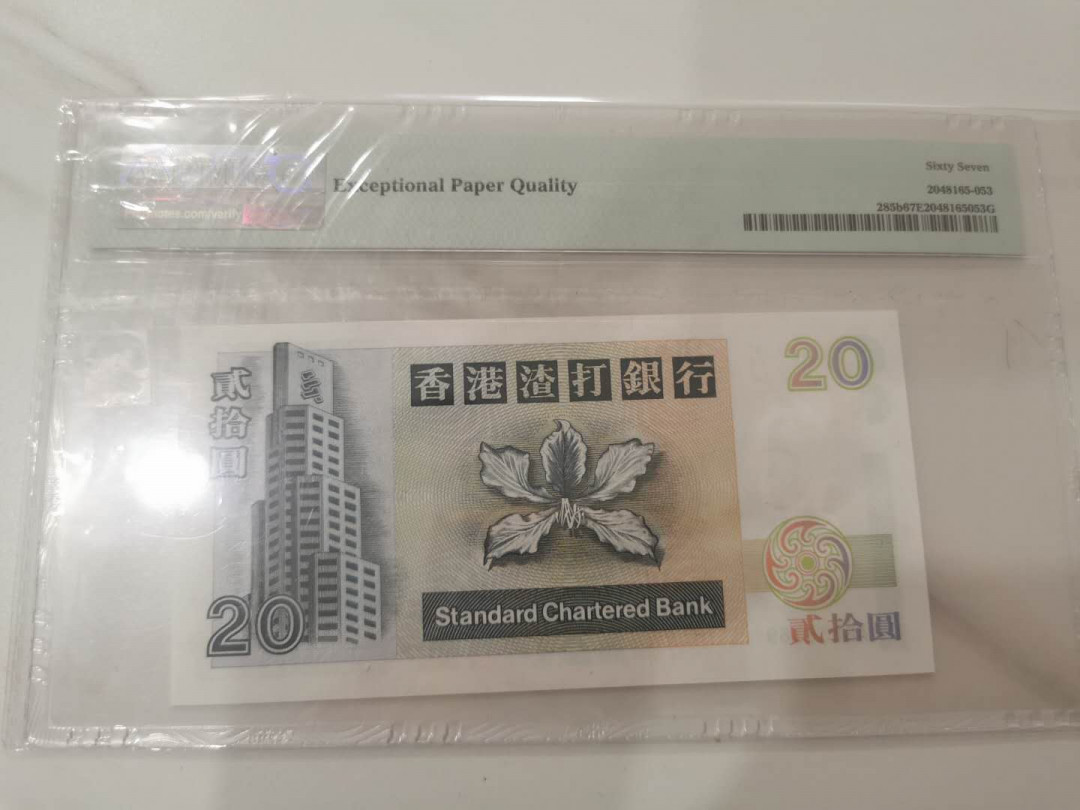 Exceptional Paper Quality
Sixty Seven
2048165-053
285b67E2048165053G
貳拾圓
香港渣打銀行
20
20
Standard Chartered Bank
貳拾圓